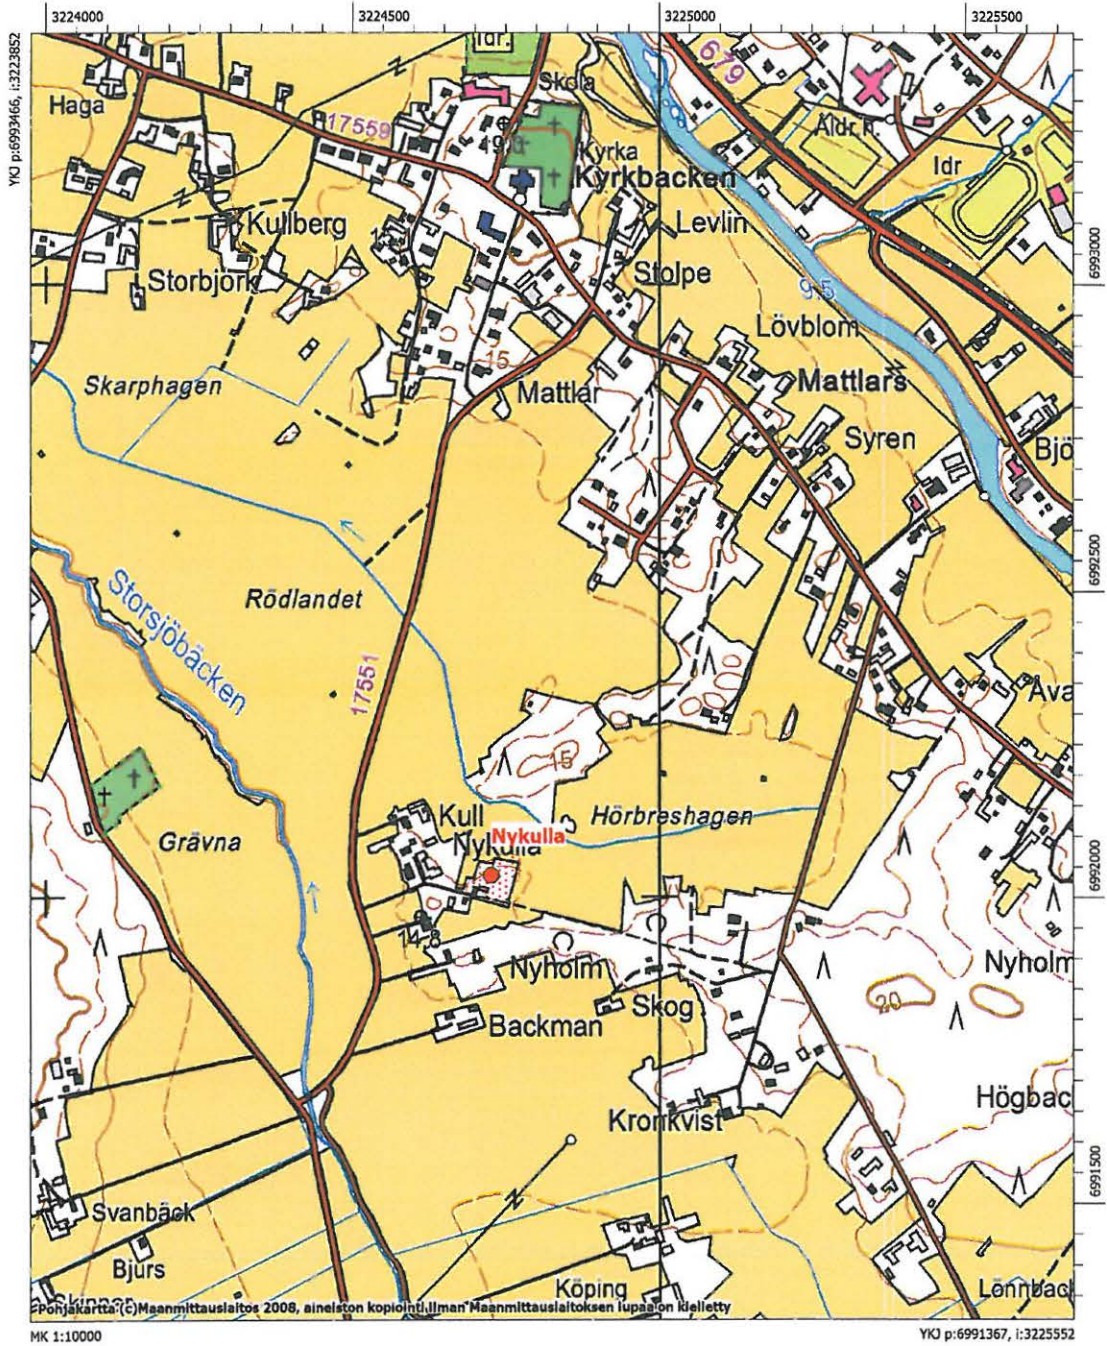 3224000 3224500 3225000 3225500
YKJ p:6993466, i:3223852
Idr.
679
Skola
Haga
17559
Åldr.h.
Idr
Kyrka
Kyrkbacken
Kullberg
Levlin
6993000
Storbjörk
Stolpe
9.5
Lövblom
15
Skarphagen
Mattlar
Mattlars
Syren
Bjö
6992500
Rödlandet
Storsjöbäcken
17551
Åva
15
Kull
Hörbreshagen
Nykulla
Nykulla
Grävna
6992000
14.8
Nyholm
Nyholm
20
Skog
Backman
Högbac
Kronkvist
6991500
Svanbäck
Bjurs
Köping
Lönnbacl
Pohjakartta (c)Maanmittauslaitos 2008, aineiston kopiointi ilman Maanmittauslaitoksen lupaa on kielletty
MK 1:10000
YKJ p:6991367, i:3225552